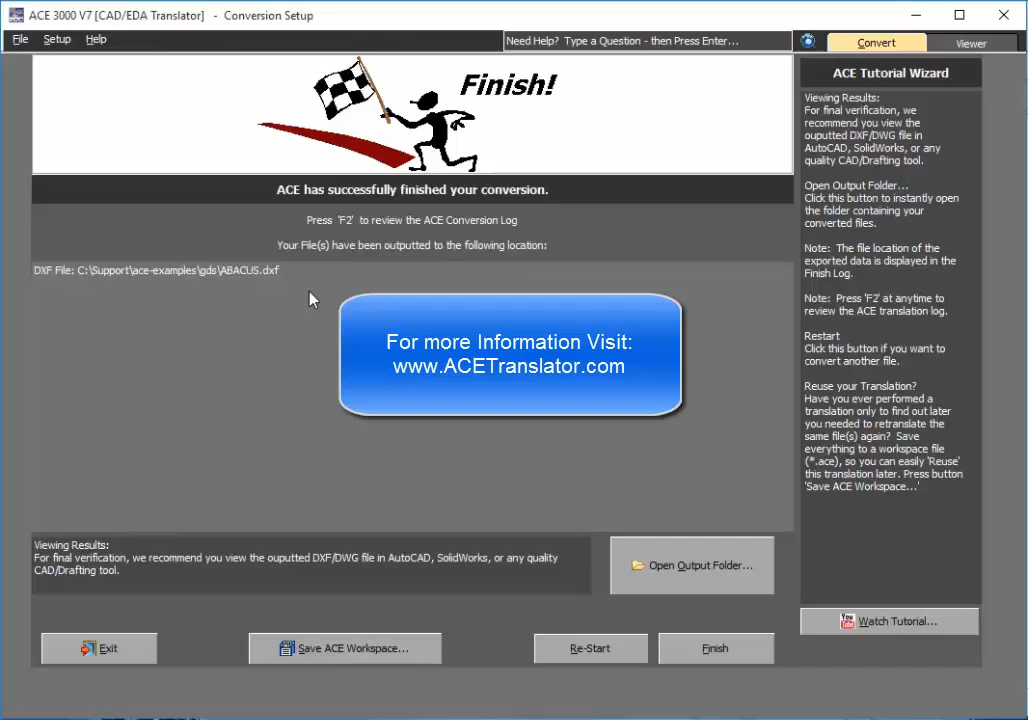 ACE 3000 V7 [CAD/EDA Translator] - Conversion Setup
File Setup Help
Need Help? Type a Question - then Press Enter...
Convert
Viewer
Finish!
ACE has successfully finished your conversion.
Press 'F2' to review the ACE Conversion Log
Your File(s) have been outputted to the following location:
DXF File: C:\Support\ace-examples\gds\ABACUS.dxf
For more Information Visit:
www.ACETranslator.com
Viewing Results:
For final verification, we recommend you view the ouputted DXF/DWG file in AutoCAD, SolidWorks, or any quality
CAD/Drafting tool.
Open Output Folder...
Exit
Save ACE Workspace...
Re-Start
Finish
ACE Tutorial Wizard
Viewing Results:
For final verification, we
recommend you view the
ouputted DXF/DWG file in
AutoCAD, SolidWorks, or any
quality CAD/Drafting tool.
Open Output Folder...
Click this button to instantly open
the folder containing your
converted files.
Note: The file location of the
exported data is displayed in the
Finish Log.
Note: Press 'F2' at anytime to
review the ACE translation log.
Restart
Click this button if you want to
convert another file.
Reuse your Translation?
Have you ever performed a
translation only to find out later
you needed to retranslate the
same file(s) again? Save
everything to a workspace file
(*.ace), so you can easily 'Reuse'
this translation later. Press button
'Save ACE Workspace...'
You
Tube
Watch Tutorial...